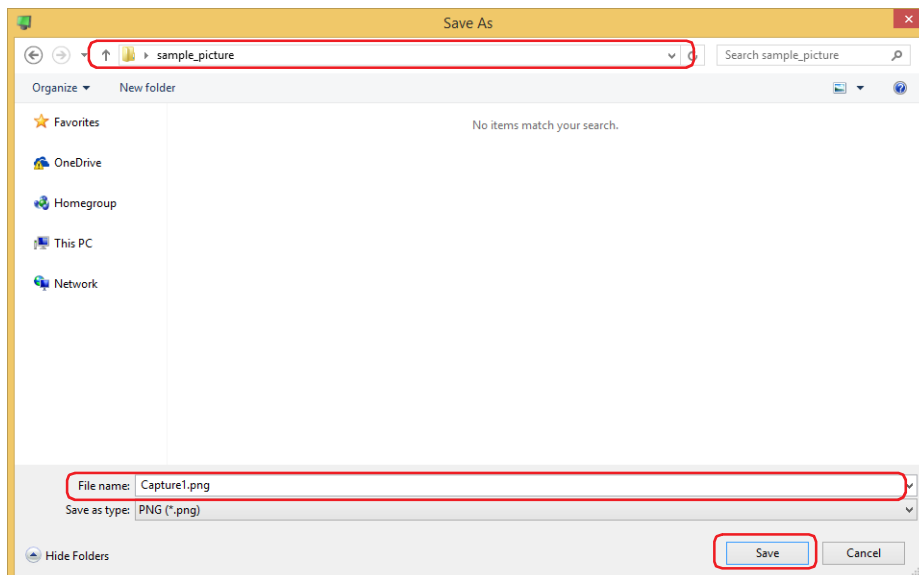 Save As
sample_picture
Search sample_picture
Organize New folder
Favorites
No items match your search.
OneDrive
Homegroup
This PC
Network
File name: Capture1.png
Save as type: PNG (*.png)
Hide Folders Save Cancel